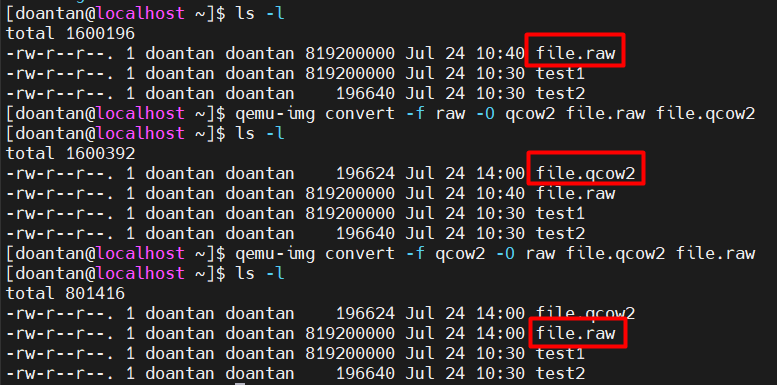 [doantan@localhost ~]$ ls -l
total 1600196
-rw-r--r--. 1 doantan doantan 819200000 Jul 24 10:40 file.raw
-rw-r--r--. 1 doantan doantan 819200000 Jul 24 10:30 test1
-rw-r--r--. 1 doantan doantan    196640 Jul 24 10:30 test2
[doantan@localhost ~]$ qemu-img convert -f raw -O qcow2 file.raw file.qcow2
[doantan@localhost ~]$ ls -l
total 1600392
-rw-r--r--. 1 doantan doantan    196624 Jul 24 14:00 file.qcow2
-rw-r--r--. 1 doantan doantan 819200000 Jul 24 10:40 file.raw
-rw-r--r--. 1 doantan doantan 819200000 Jul 24 10:30 test1
-rw-r--r--. 1 doantan doantan    196640 Jul 24 10:30 test2
[doantan@localhost ~]$ qemu-img convert -f qcow2 -O raw file.qcow2 file.raw
[doantan@localhost ~]$ ls -l
total 801416
-rw-r--r--. 1 doantan doantan    196624 Jul 24 14:00 file.qcow2
-rw-r--r--. 1 doantan doantan 819200000 Jul 24 14:00 file.raw
-rw-r--r--. 1 doantan doantan 819200000 Jul 24 10:30 test1
-rw-r--r--. 1 doantan doantan    196640 Jul 24 10:30 test2